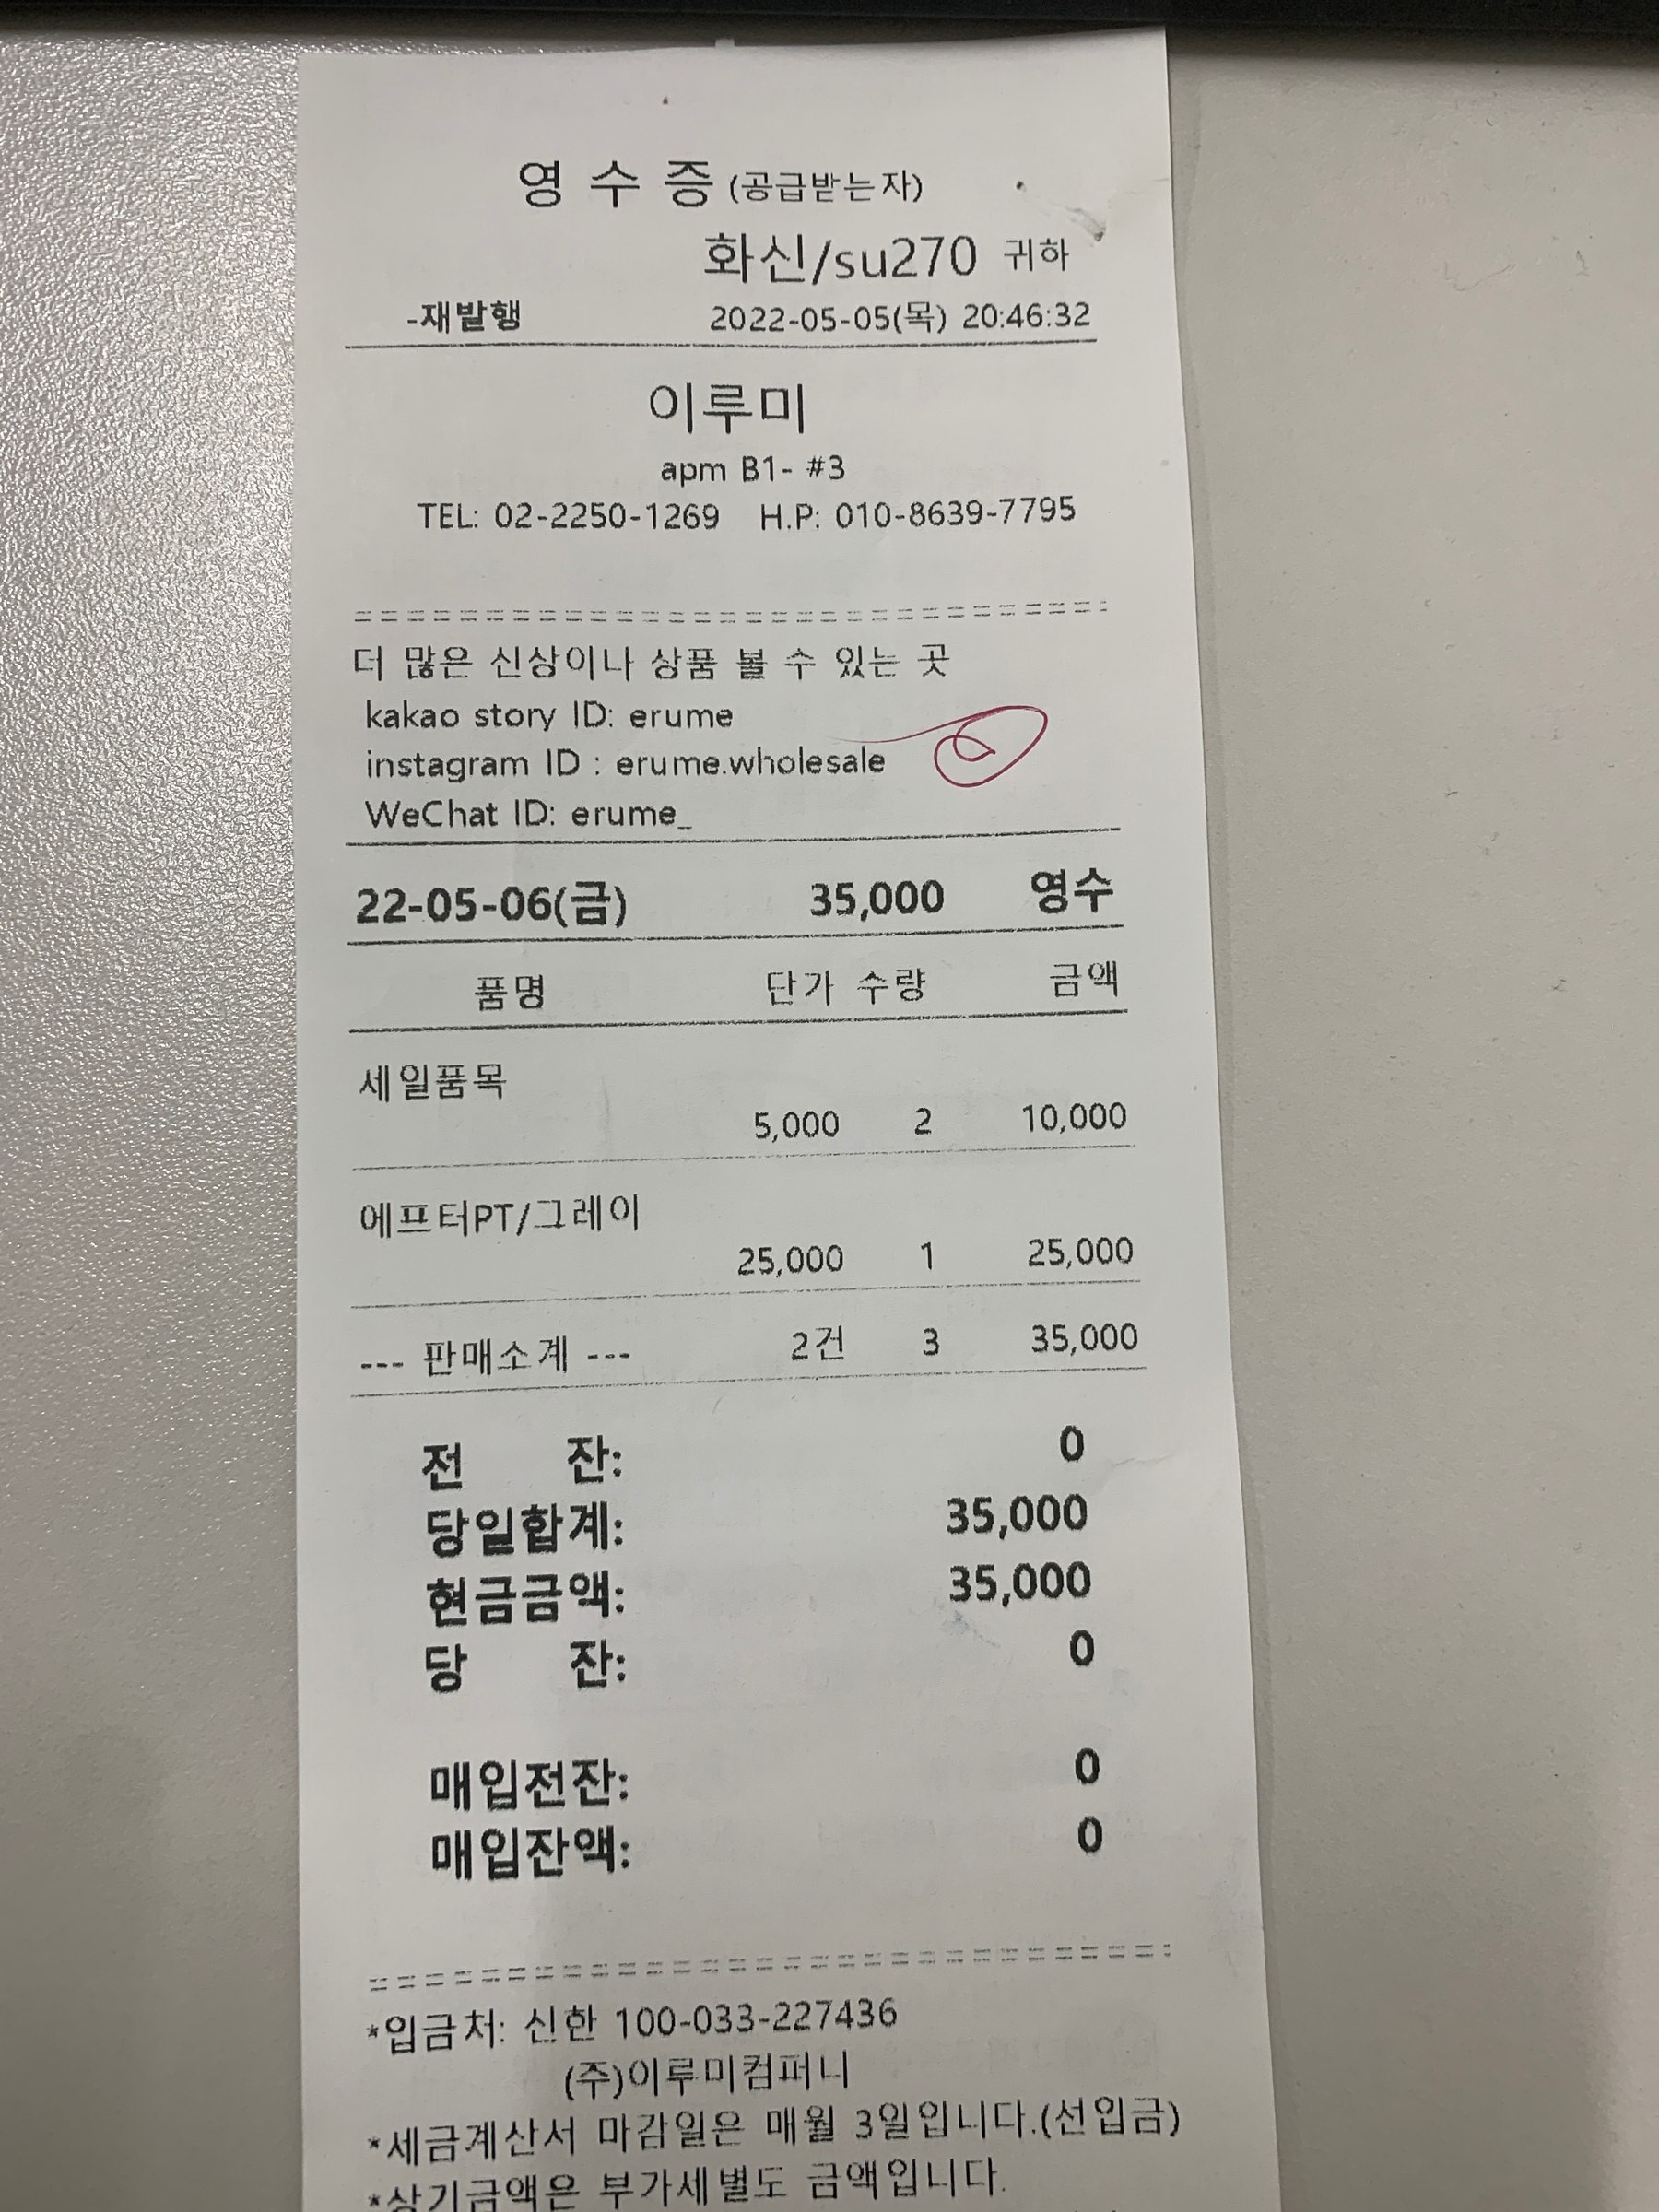 영 수 증 (공급받는자)
화신/su270 귀하
-재발행 2022-05-05(목) 20:46:32
이루미
apm B1- #3
TEL: 02-2250-1269 H.P: 010-8639-7795
더 많은 신상이나 상품 볼 수 있는 곳
kakao story ID: erume
instagram ID : erume.wholesale
WeChat ID: erume_
22-05-06(금) 35,000 영수
품명 단가 수량 금액
세일품목
5,000 2 10,000
에프터PT/그레이
25,000 1 25,000
--- 판매소계 --- 2건 3 35,000
전 잔: 0
당일합계: 35,000
현금금액: 35,000
당 잔: 0
매입전잔: 0
매입잔액: 0
*입금처: 신한 100-033-227436
(주)이루미컴퍼니
*세금계산서 마감일은 매월 3일입니다.(선입금)
*상기금액은 부가세별도 금액입니다.